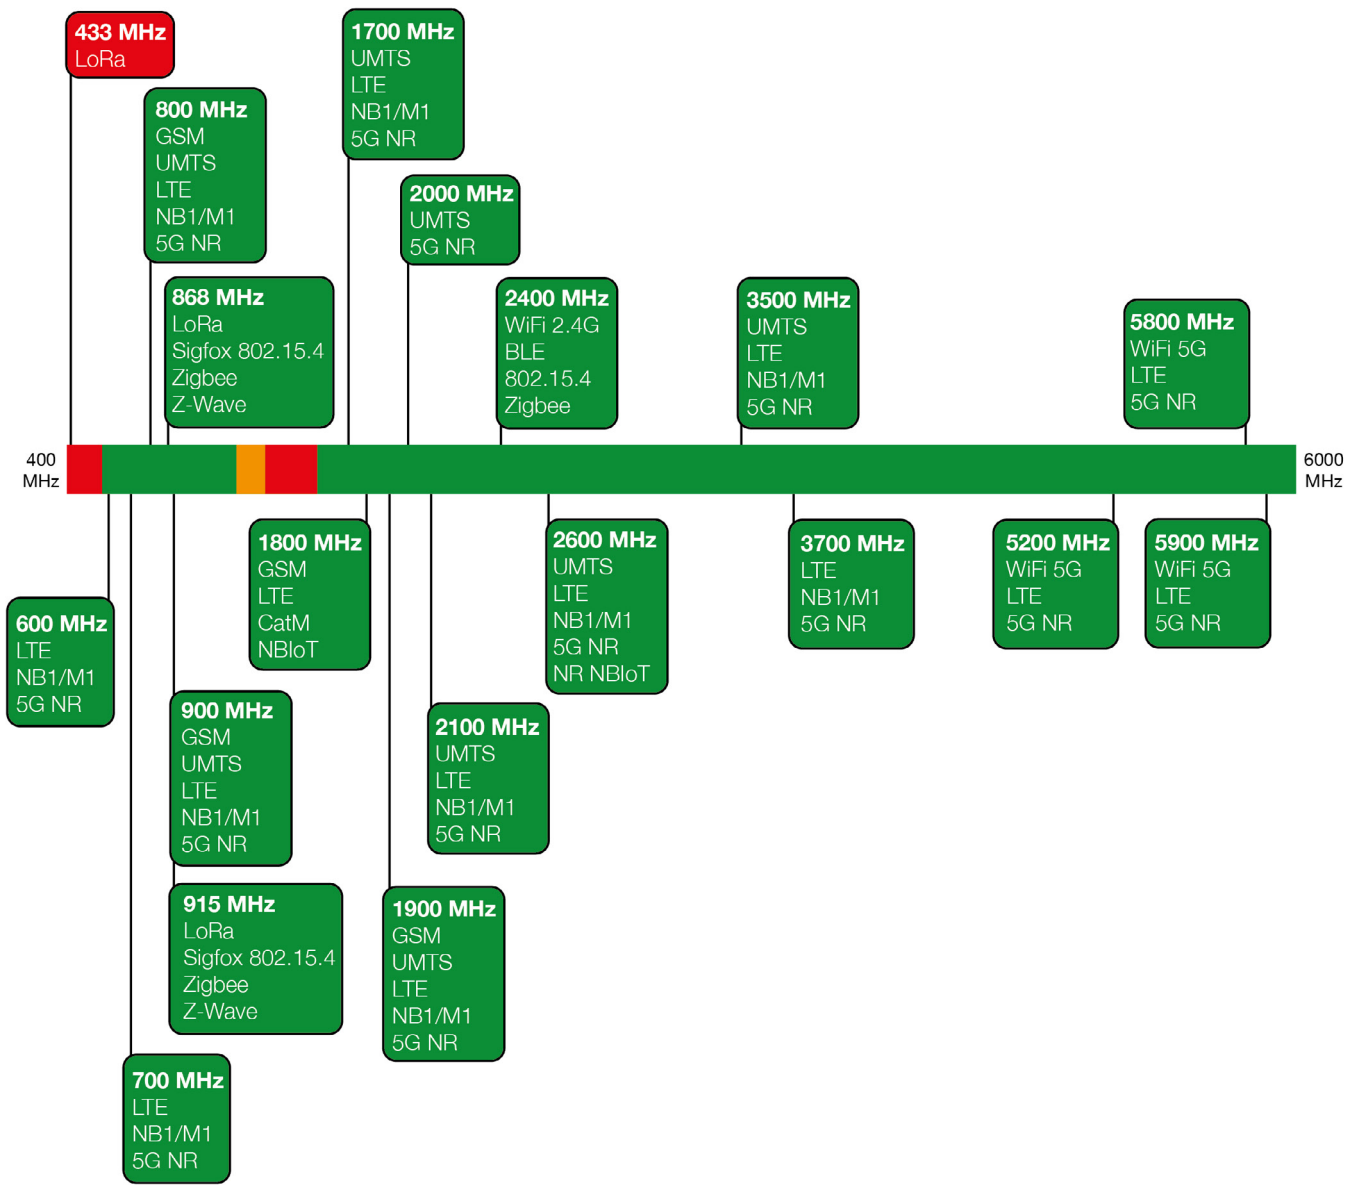 433 MHz
LoRa
1700 MHz
UMTS
LTE
NB1/M1
5G NR
800 MHz
GSM
UMTS
LTE
NB1/M1
5G NR
2000 MHz
UMTS
5G NR
868 MHz
LoRa
Sigfox 802.15.4
Zigbee
Z-Wave
2400 MHz
WiFi 2.4G
BLE
802.15.4
Zigbee
3500 MHz
UMTS
LTE
NB1/M1
5G NR
5800 MHz
WiFi 5G
LTE
5G NR
400
MHz
6000
MHz
600 MHz
LTE
NB1/M1
5G NR
1800 MHz
GSM
LTE
CatM
NBIoT
2600 MHz
UMTS
LTE
NB1/M1
5G NR
NR NBIoT
3700 MHz
LTE
NB1/M1
5G NR
5200 MHz
WiFi 5G
LTE
5G NR
5900 MHz
WiFi 5G
LTE
5G NR
900 MHz
GSM
UMTS
LTE
NB1/M1
5G NR
2100 MHz
UMTS
LTE
NB1/M1
5G NR
915 MHz
LoRa
Sigfox 802.15.4
Zigbee
Z-Wave
1900 MHz
GSM
UMTS
LTE
NB1/M1
5G NR
700 MHz
LTE
NB1/M1
5G NR